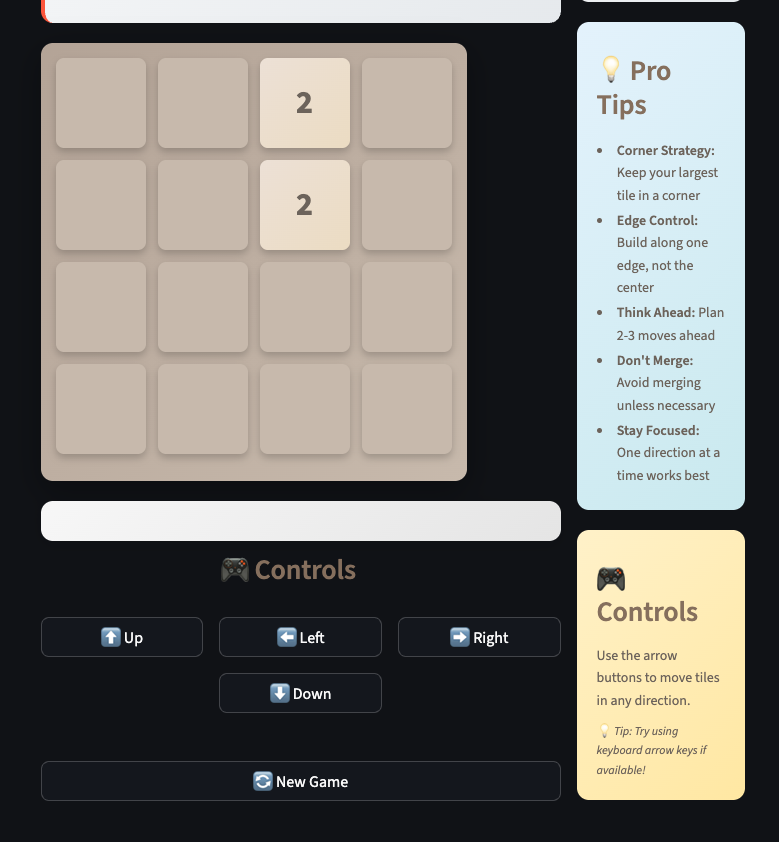 2
2
💡 Pro
Tips
Corner Strategy:
Keep your largest
tile in a corner
Edge Control:
Build along one
edge, not the
center
Think Ahead: Plan
2-3 moves ahead
Don't Merge:
Avoid merging
unless necessary
Stay Focused:
One direction at a
time works best
🎮 Controls
⬆️ Up
⬅️ Left
➡️ Right
⬇️ Down
🔄 New Game
🎮
Controls
Use the arrow
buttons to move tiles
in any direction.
💡 Tip: Try using
keyboard arrow keys if
available!